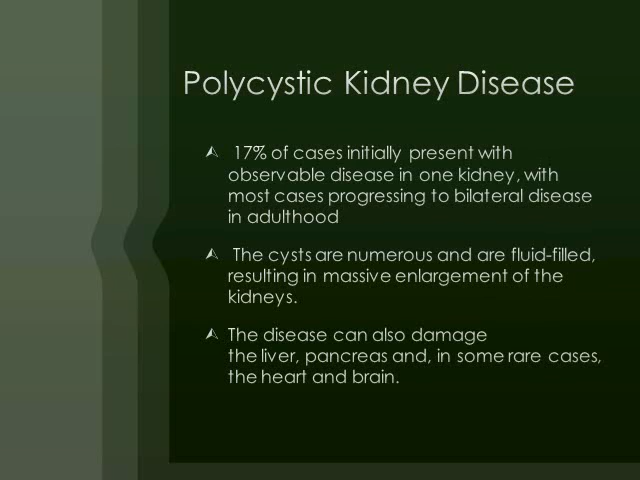 Polycystic Kidney Disease
17% of cases initially present with
observable disease in one kidney, with
most cases progressing to bilateral disease
in adulthood
The cysts are numerous and are fluid-filled,
resulting in massive enlargement of the
kidneys.
The disease can also damage
the liver, pancreas and, in some rare cases,
the heart and brain.